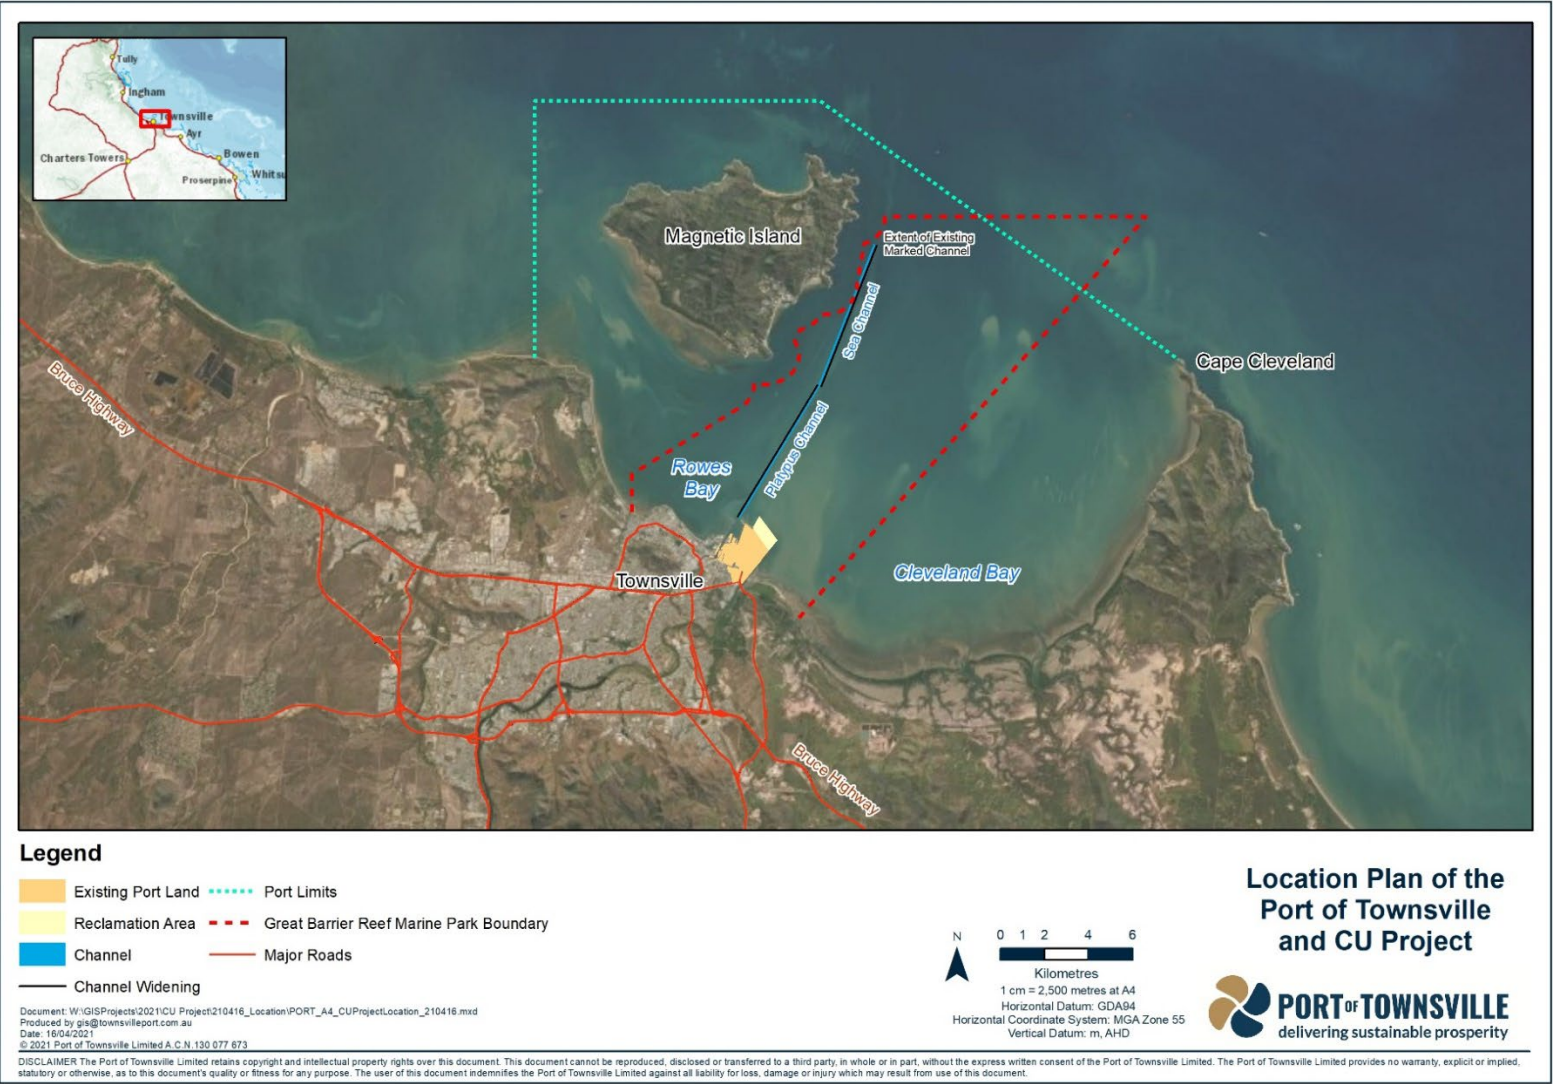 Tully
Ingham
Townsville
Ayr
Charters Towers
Bowen
Proserpine
Whitsu
Magnetic Island
Extent of Existing
Marked Channel
Sea Channel
Cape Cleveland
Bruce Highway
Platypus Channel
Rowes
Bay
Cleveland Bay
Townsville
Bruce Highway
Legend
Existing Port Land
Port Limits
Reclamation Area
Great Barrier Reef Marine Park Boundary
Channel
Major Roads
Channel Widening
Document: W:\GISProjects\2021\CU Project\210416_Location\PORT_A4_CUProjectLocation_210416.mxd
Produced by gis@townsvilleport.com.au
Date: 16/04/2021
© 2021 Port of Townsville Limited A.C.N.130 077 673
N
0 1 2 4 6
Kilometres
1 cm = 2,500 metres at A4
Horizontal Datum: GDA94
Horizontal Coordinate System: MGA Zone 55
Vertical Datum: m, AHD
Location Plan of the
Port of Townsville
and CU Project
PORT OF TOWNSVILLE
delivering sustainable prosperity
DISCLAIMER The Port of Townsville Limited retains copyright and intellectual property rights over this document. This document cannot be reproduced, disclosed or transferred to a third party, in whole or in part, without the express written consent of the Port of Townsville Limited. The Port of Townsville Limited provides no warranty, explicit or implied,
statutory or otherwise, as to this document's quality or fitness for any purpose. The user of this document indemnifies the Port of Townsville Limited against all liability for loss, damage or injury which may result from use of this document.